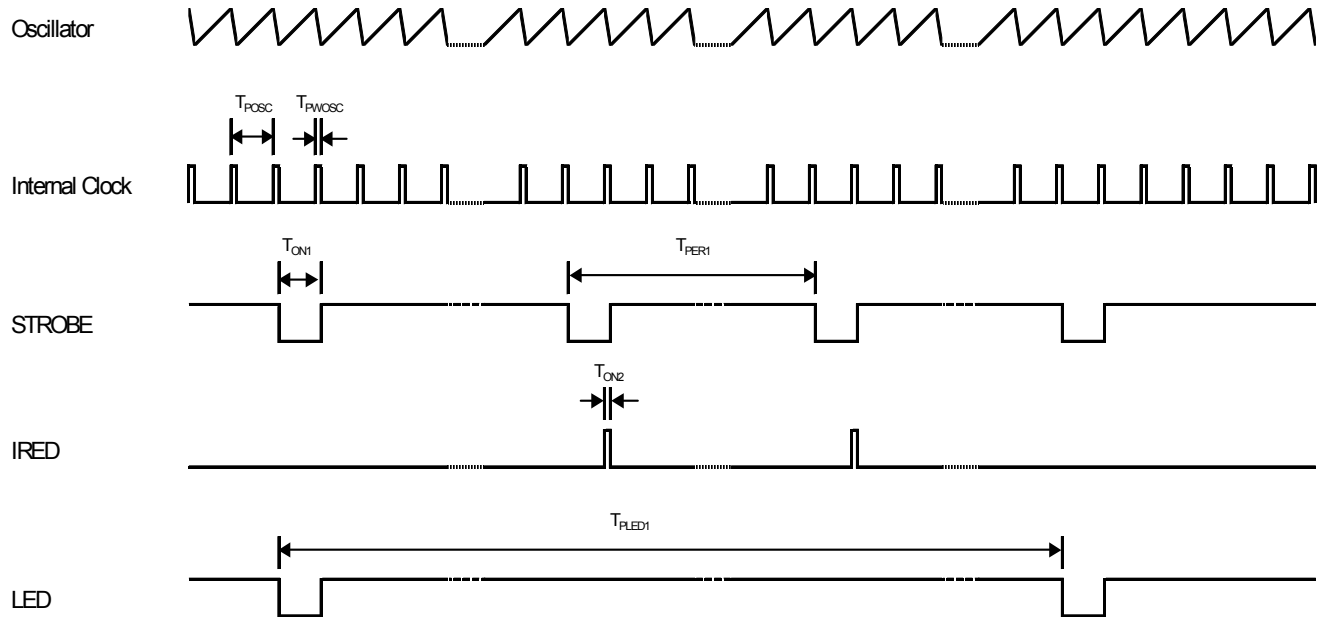 Oscillator
TPOSC TPWOSC
Internal Clock
TON1 TPER1
STROBE
TON2
IRED
TPLED1
LED